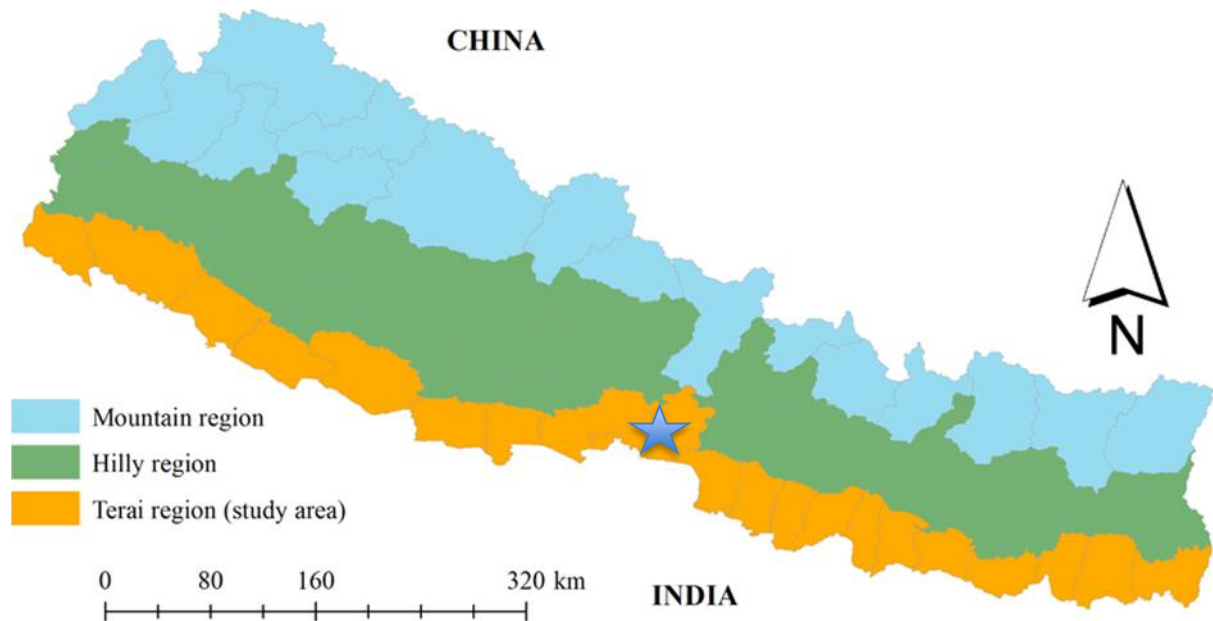 CHINA
N
Mountain region
Hilly region
Terai region (study area)
0 80 160 320 km
INDIA